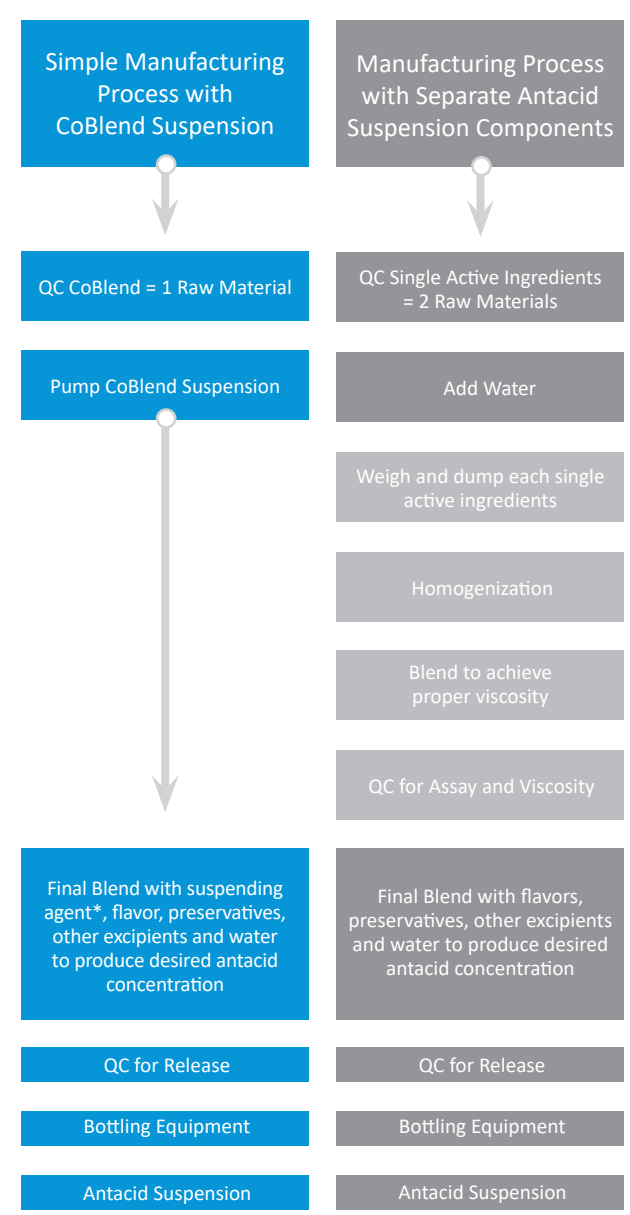 Simple Manufacturing
Process with
CoBlend Suspension
QC CoBlend = 1 Raw Material
Pump CoBlend Suspension
Final Blend with suspending
agent*, flavor, preservatives,
other excipients and water
to produce desired antacid
concentration
QC for Release
Bottling Equipment
Antacid Suspension
Manufacturing Process
with Separate Antacid
Suspension Components
QC Single Active Ingredients
= 2 Raw Materials
Add Water
Weigh and dump each single
active ingredients
Homogenization
Blend to achieve
proper viscosity
QC for Assay and Viscosity
Final Blend with flavors,
preservatives, other excipients
and water to produce desired
antacid concentration
QC for Release
Bottling Equipment
Antacid Suspension